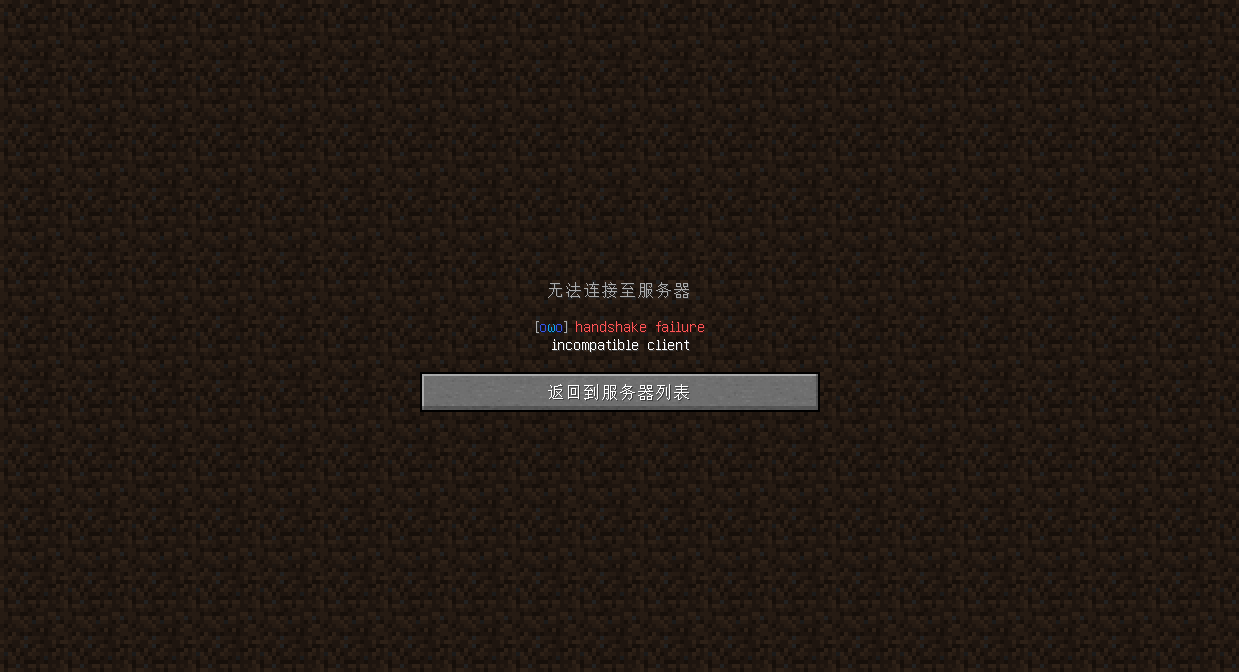 无法连接至服务器
[oωo] handshake failure
incompatible client
返回到服务器列表